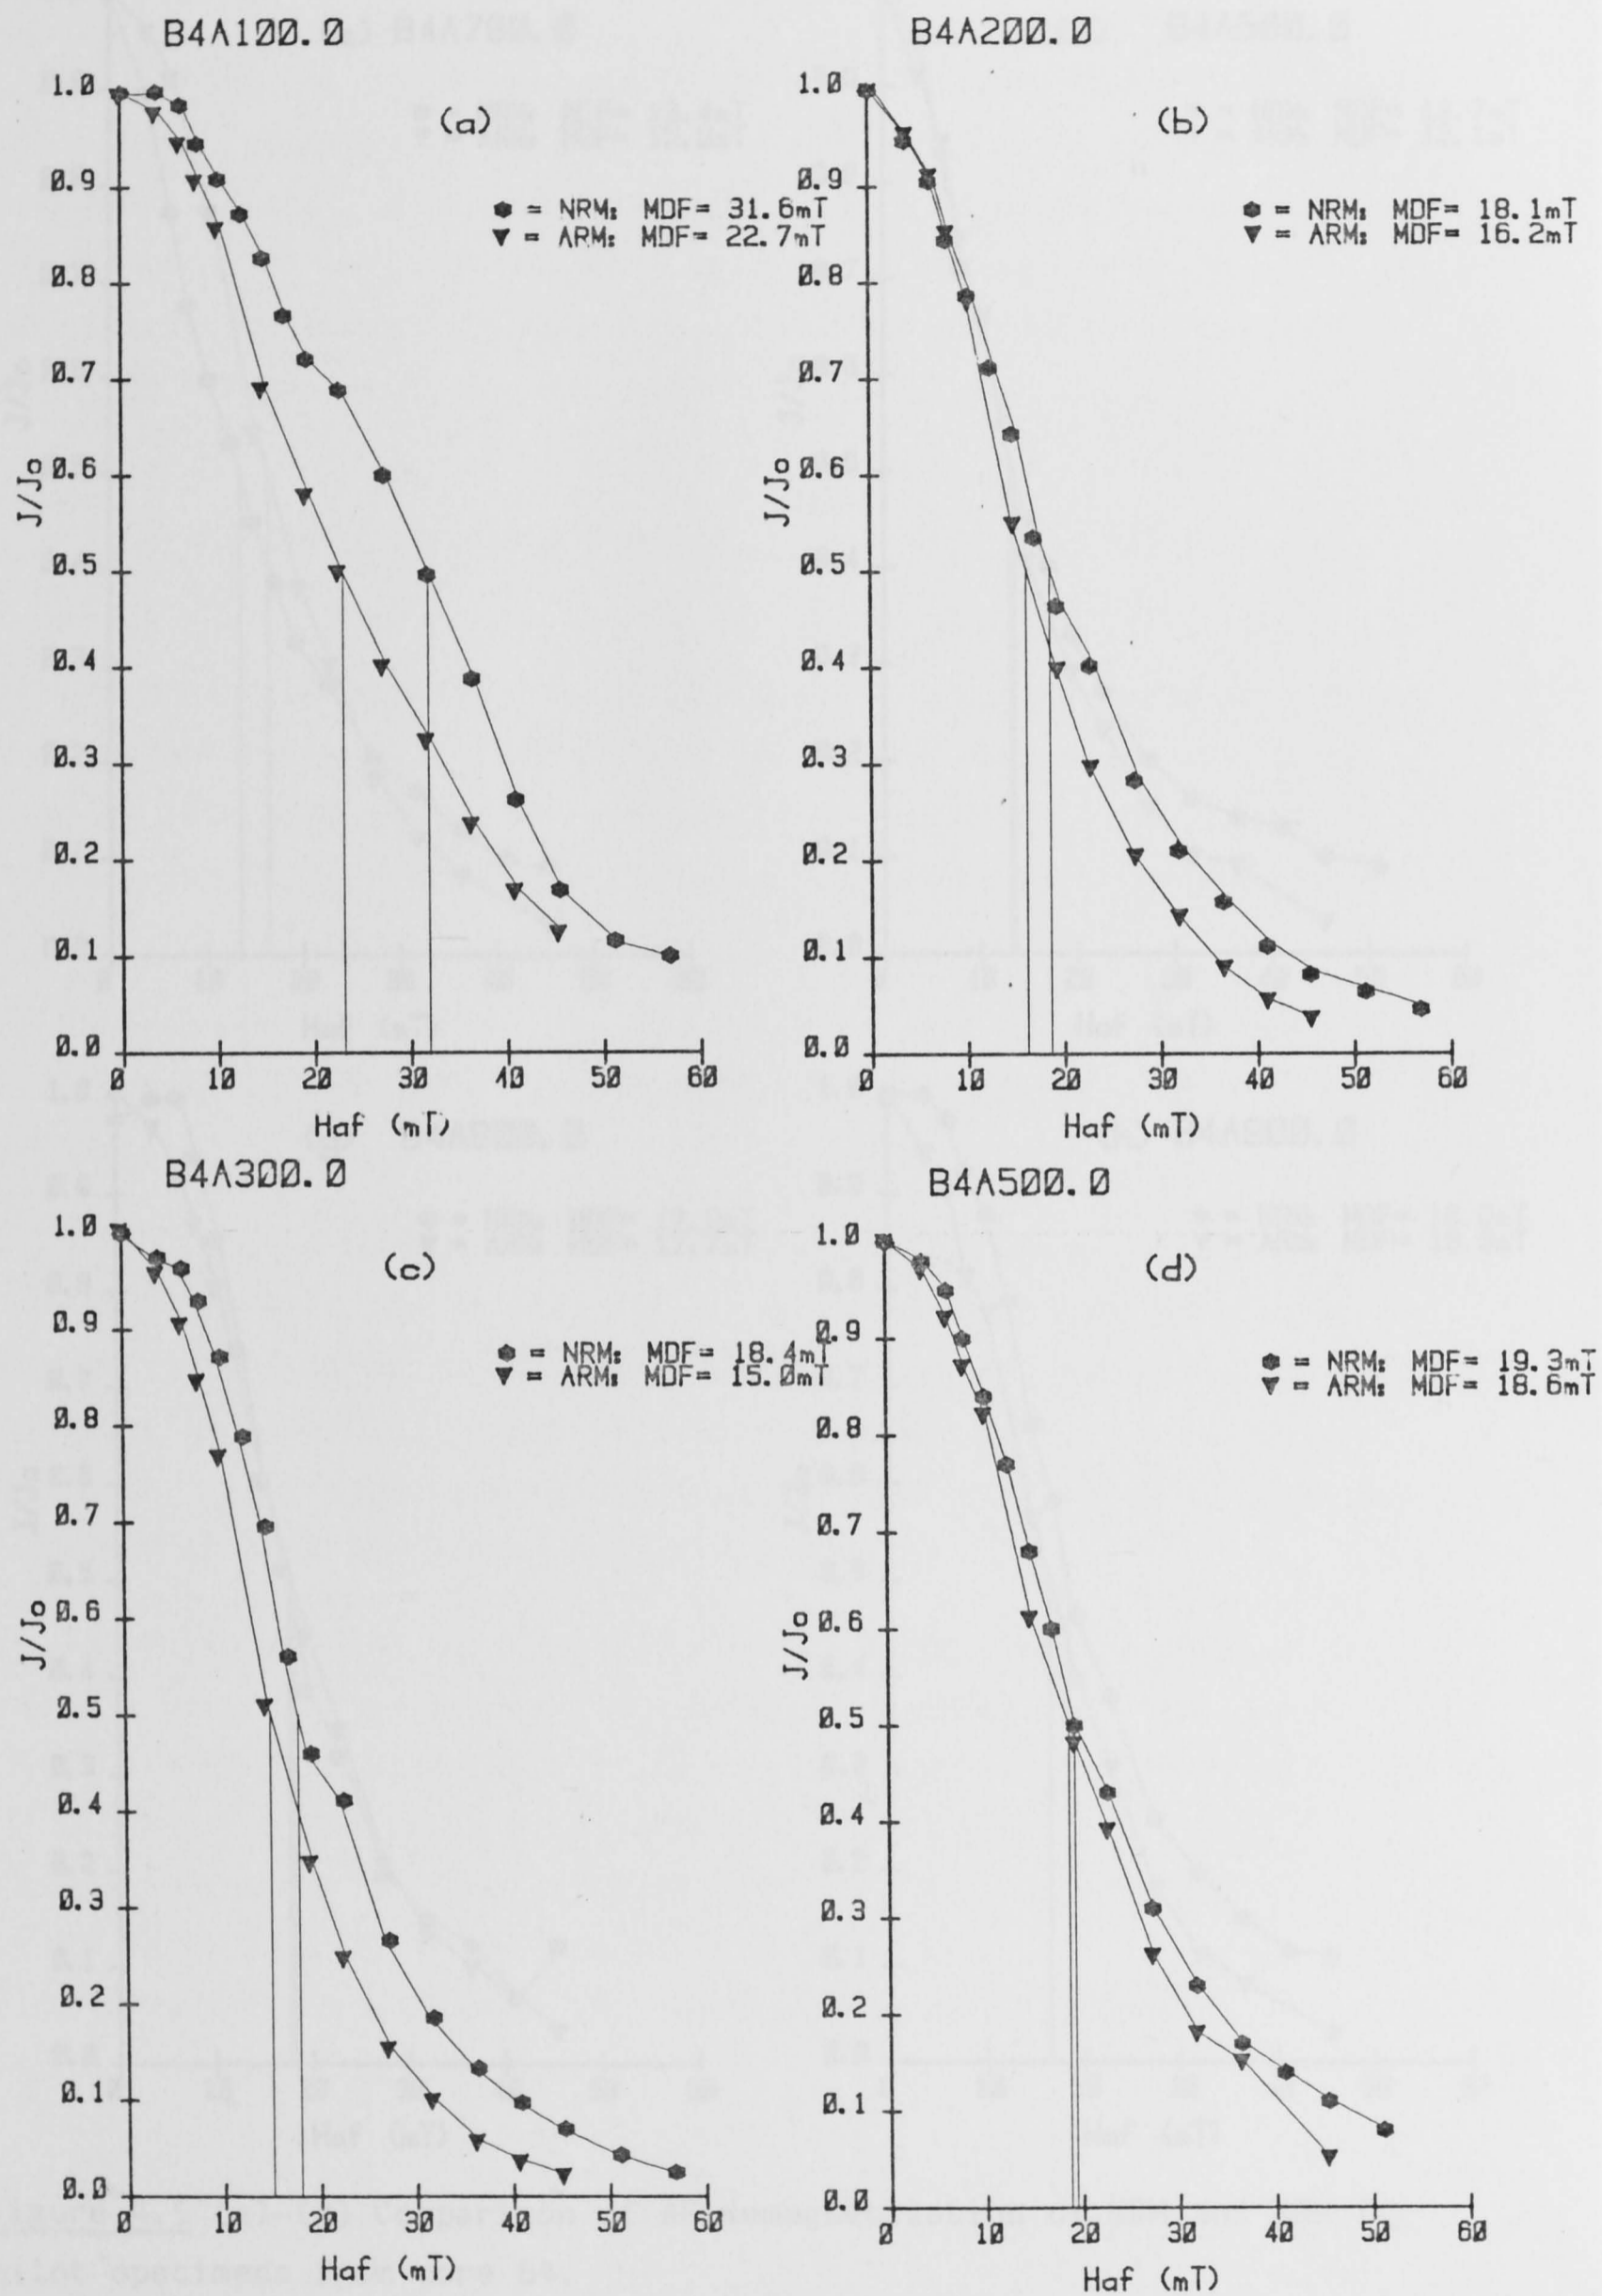 B4A100.0
(a)
● = NRM: MDF= 31.6mT
▼ = ARM: MDF= 22.7mT
1.0
0.9
0.8
0.7
0.6
0.5
0.4
0.3
0.2
0.1
0.0
J/Jo
0 10 20 30 40 50 60
Haf (mT)
B4A200.0
(b)
● = NRM: MDF= 18.1mT
▼ = ARM: MDF= 16.2mT
1.0
0.9
0.8
0.7
0.6
0.5
0.4
0.3
0.2
0.1
0.0
J/Jo
0 10 20 30 40 50 60
Haf (mT)
B4A300.0
(c)
● = NRM: MDF= 18.4mT
▼ = ARM: MDF= 15.0mT
1.0
0.9
0.8
0.7
0.6
0.5
0.4
0.3
0.2
0.1
0.0
J/Jo
0 10 20 30 40 50 60
Haf (mT)
B4A500.0
(d)
● = NRM: MDF= 19.3mT
▼ = ARM: MDF= 18.6mT
1.0
0.9
0.8
0.7
0.6
0.5
0.4
0.3
0.2
0.1
0.0
J/Jo
0 10 20 30 40 50 60
Haf (mT)